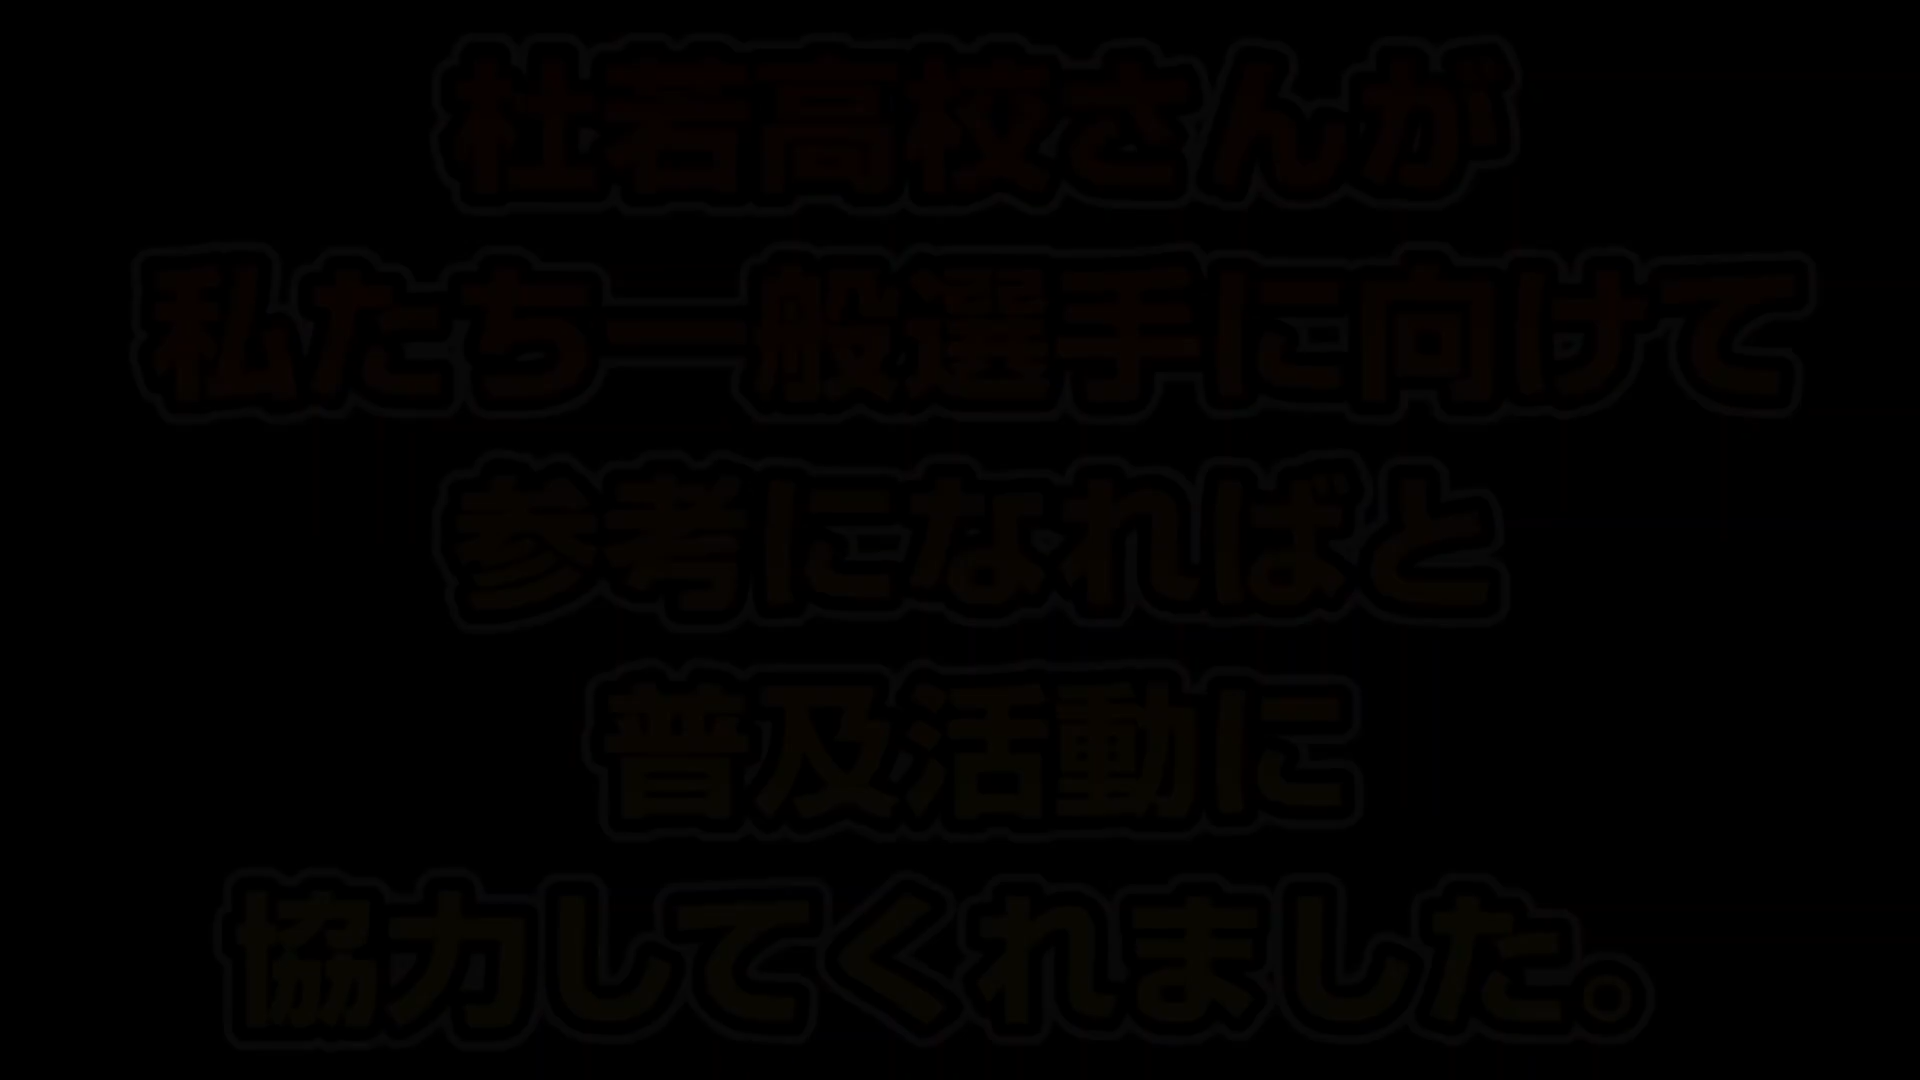 杜若高校さんが
私たち一般選手に向けて
参考になればと
普及活動に
協力してくれました。